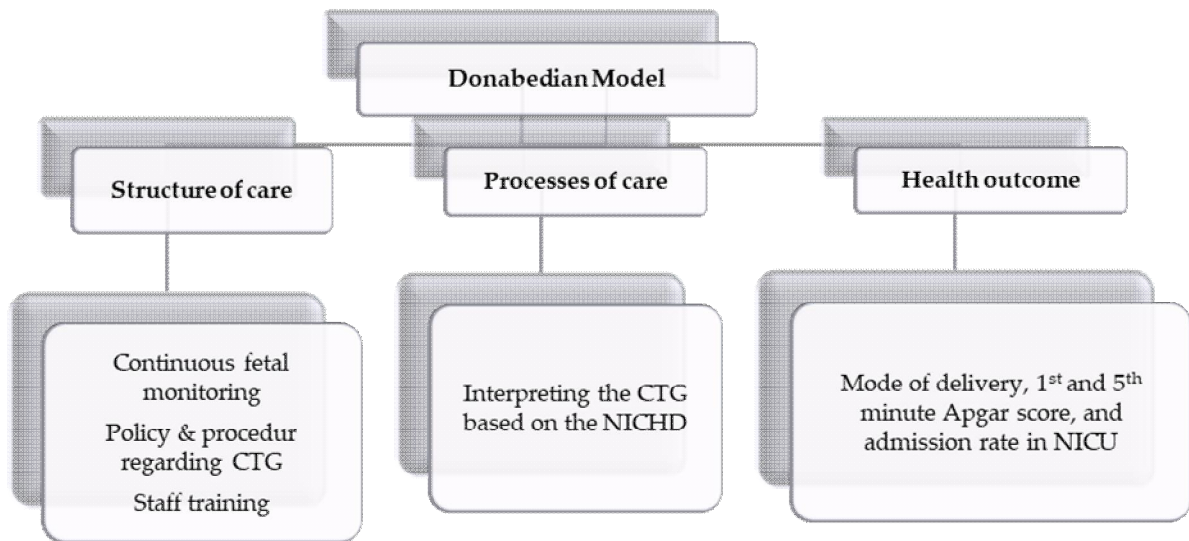 Donabedian Model
Structure of care
Processes of care
Health outcome
Continuous fetal
monitoring
Policy & procedur
regarding CTG
Staff training
Interpreting the CTG
based on the NICHD
Mode of delivery, 1st and 5th
minute Apgar score, and
admission rate in NICU